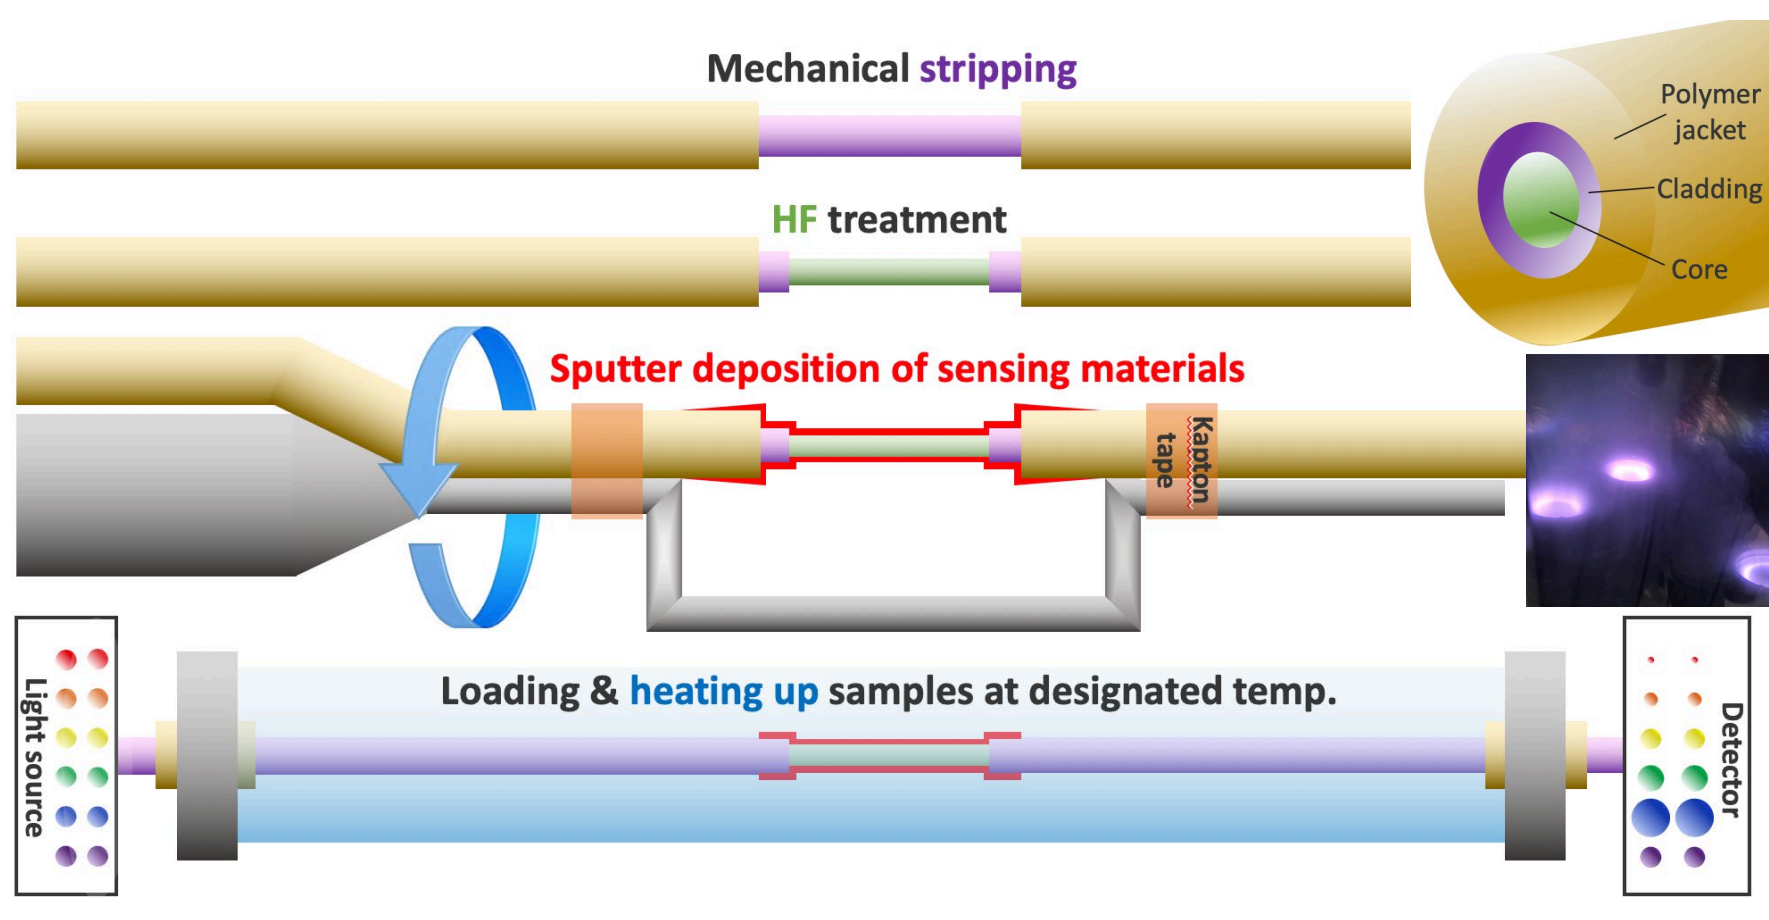 Mechanical stripping
Polymer
jacket
Cladding
Core
HF treatment
Sputter deposition of sensing materials
Kapton
tape
Loading & heating up samples at designated temp.
Light source
Detector